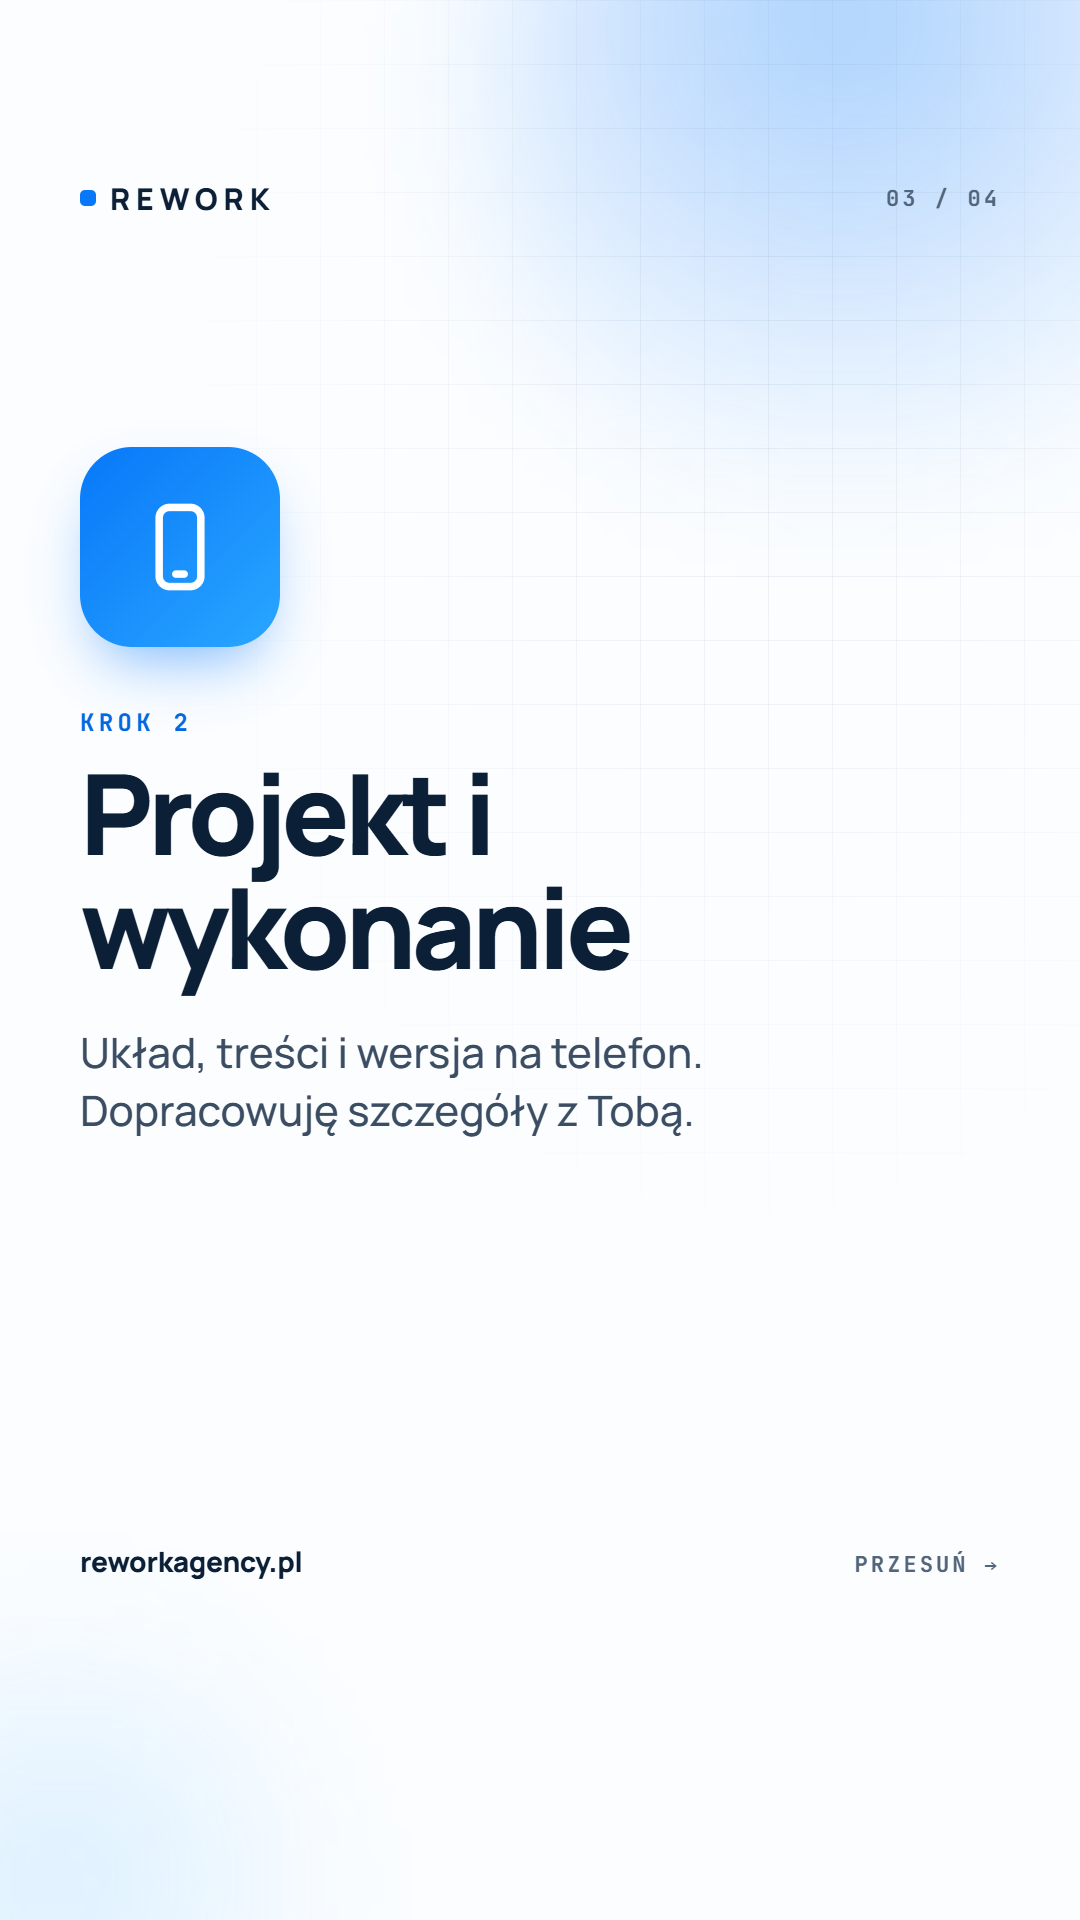 REWORK
03 / 04
KROK 2
Projekt i
wykonanie
Układ, treści i wersja na telefon.
Dopracowuję szczegóły z Tobą.
reworkagency.pl
PRZESUŃ →